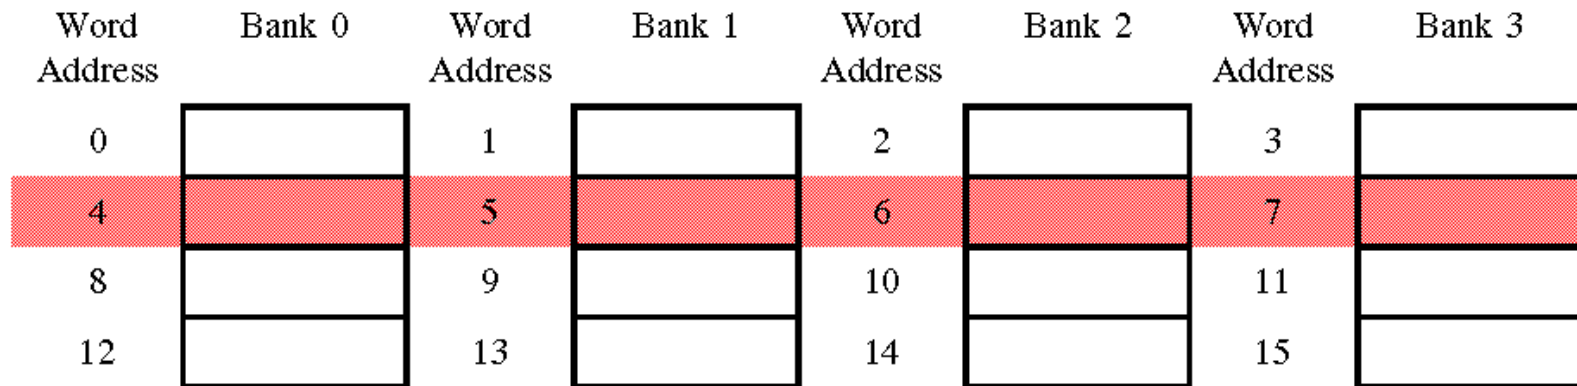 Word Bank 0 Word Bank 1 Word Bank 2 Word Bank 3
Address Address Address Address
0 1 2 3
4 5 6 7
8 9 10 11
12 13 14 15